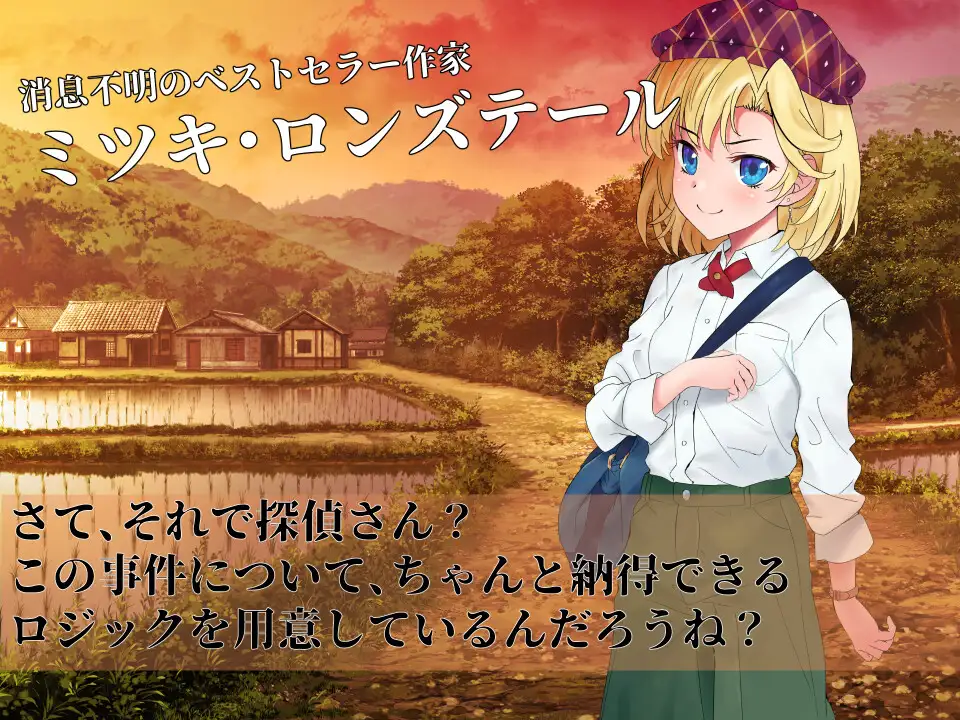 消息不明のベストセラー作家
ミツキ・ロンズテール
さて、それで探偵さん？
この事件について、ちゃんと納得できる
ロジックを用意しているんだろうね？